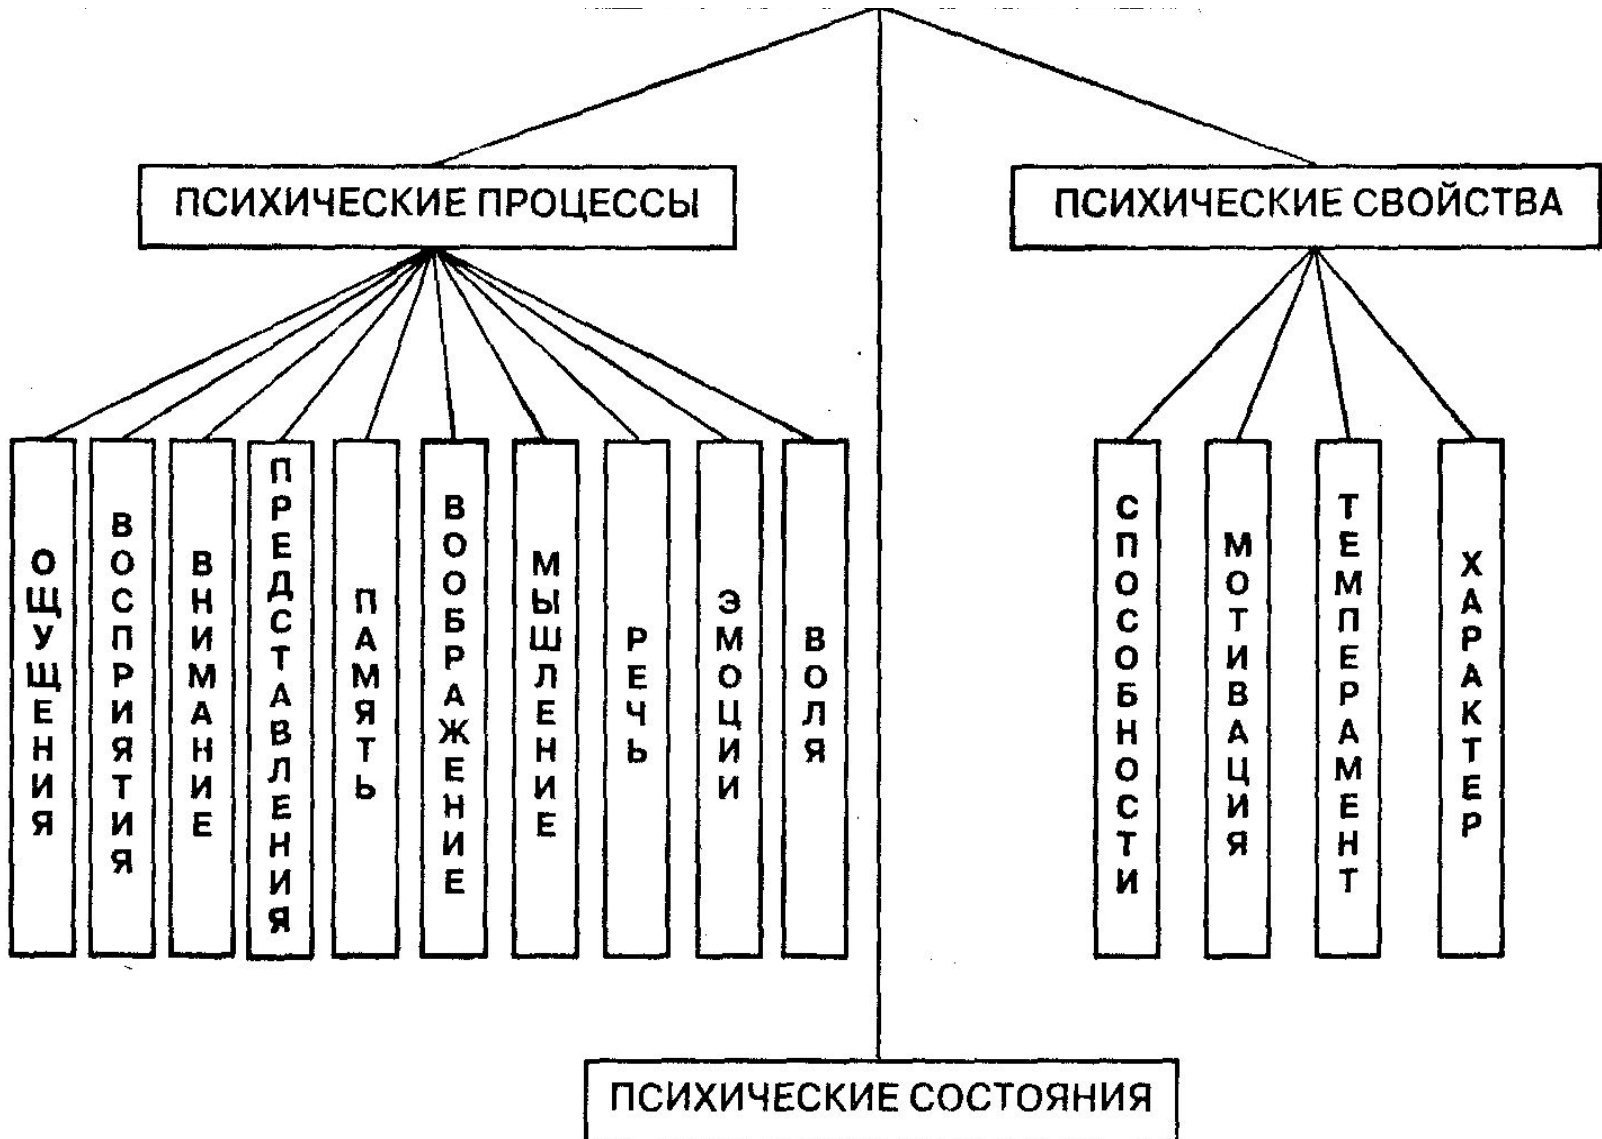 ПСИХИЧЕСКИЕ ПРОЦЕССЫ
ПСИХИЧЕСКИЕ СВОЙСТВА
ОЩУЩЕНИЯ
ВОСПРИЯТИЯ
ВНИМАНИЕ
ПРЕДСТАВЛЕНИЯ
ПАМЯТЬ
ВООБРАЖЕНИЕ
МЫШЛЕНИЕ
РЕЧЬ
ЭМОЦИИ
ВОЛЯ
СПОСОБНОСТИ
МОТИВАЦИЯ
ТЕМПЕРАМЕНТ
ХАРАКТЕР
ПСИХИЧЕСКИЕ СОСТОЯНИЯ